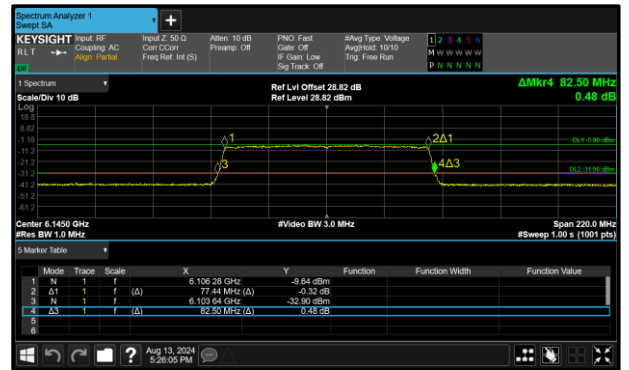 Spectrum Analyzer 1
Swept SA
+
KEYSIGHT Input: RF Input Z: 50 Ω Atten: 10 dB PNO: Fast #Avg Type: Voltage 1 2 3 4 5 6
RLT Coupling: AC Corr CCorr Preamp: Off Gate: Off Avg|Hold: 10/10 M W W W W W
Align: Partial Freq Ref: Int (S) IF Gain: Low Trig: Free Run
Sig Track: Off P N N N N N
1 Spectrum Ref Lvl Offset 28.82 dB ΔMkr4 82.50 MHz
Scale/Div 10 dB Ref Level 28.82 dBm 0.48 dB
Log
18.8
8.82
-1.18
-11.2
-21.2
-31.2
-41.2
-51.2
-61.2
1
2Δ1
DL1 -5.90 dBm
3
4Δ3
DL2 -31.90 dBm
Center 6.1450 GHz #Video BW 3.0 MHz Span 220.0 MHz
#Res BW 1.0 MHz #Sweep 1.00 s (1001 pts)
5 Marker Table
Mode Trace Scale X Y Function Function Width Function Value
1 N 1 f 6.106 28 GHz -9.64 dBm
2 Δ1 1 f (Δ) 77.44 MHz (Δ) -0.32 dB
3 N 1 f 6.103 64 GHz -32.90 dBm
4 Δ3 1 f (Δ) 82.50 MHz (Δ) 0.48 dB
5
6
? Aug 13, 2024
5:26:05 PM